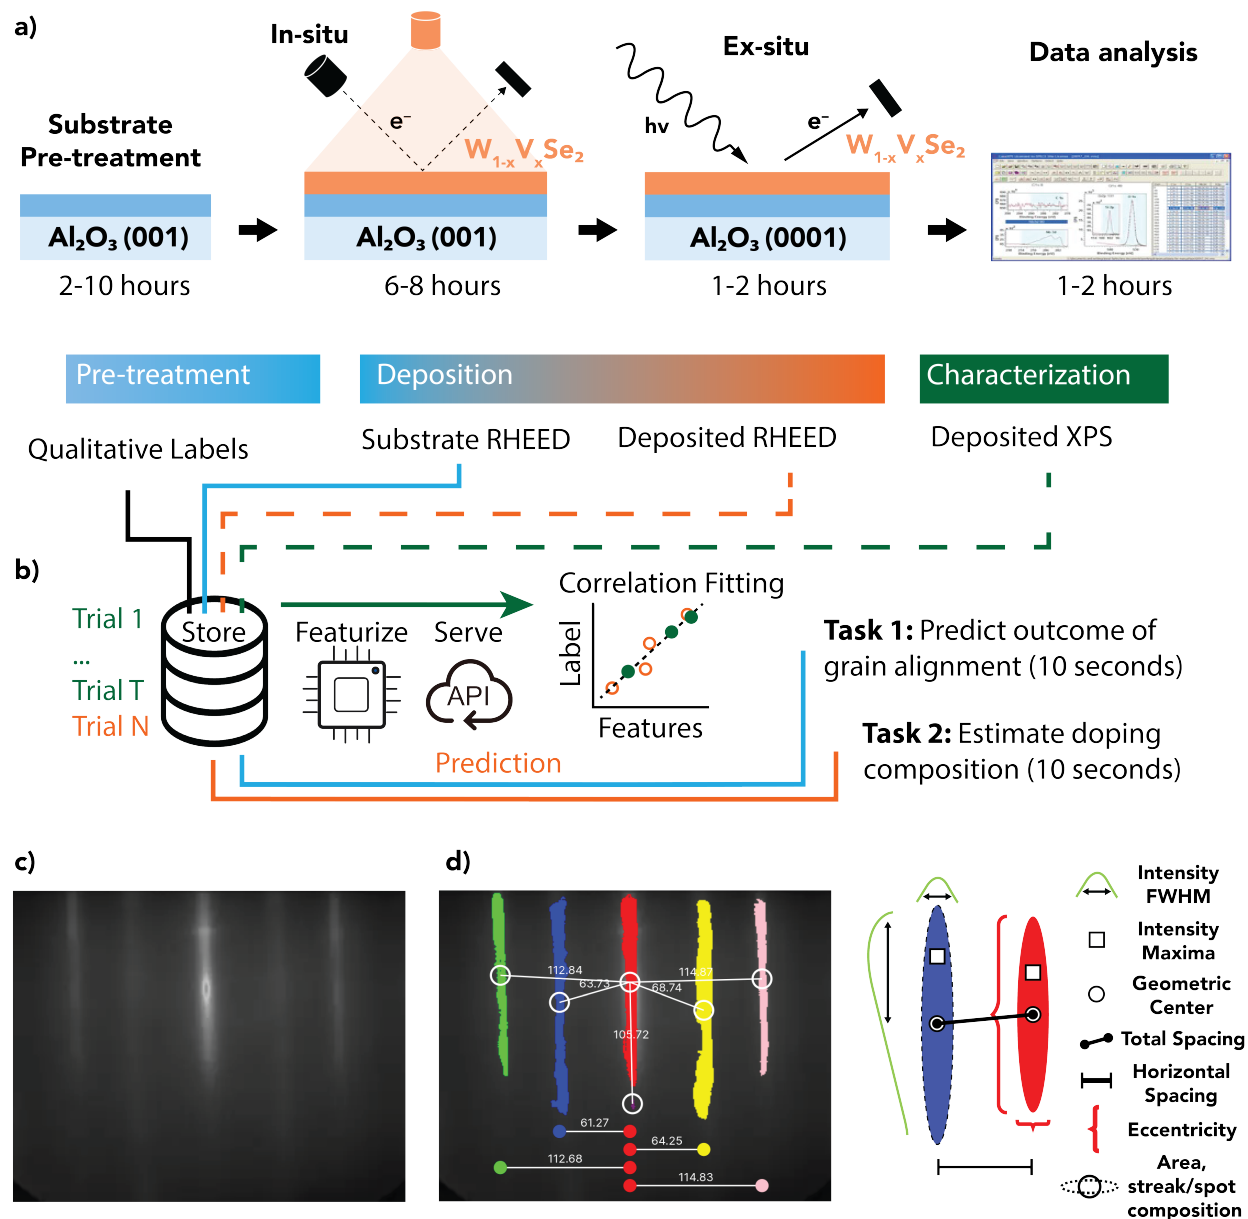 a)
In-situ
Ex-situ
Data analysis
Substrate
Pre-treatment
e⁻
hν
e⁻
W₁₋ₓVₓSe₂
W₁₋ₓVₓSe₂
Al₂O₃ (001)
Al₂O₃ (001)
Al₂O₃ (0001)
2-10 hours
6-8 hours
1-2 hours
1-2 hours
Pre-treatment
Deposition
Characterization
Qualitative Labels
Substrate RHEED
Deposited RHEED
Deposited XPS
b)
Trial 1
...
Trial T
Trial N
Store
Featurize
Serve
API
Correlation Fitting
Label
Features
Prediction
Task 1: Predict outcome of
grain alignment (10 seconds)
Task 2: Estimate doping
composition (10 seconds)
c)
d)
112.84
63.73
114.87
68.74
105.72
61.27
64.25
112.68
114.83
Intensity
FWHM
Intensity
Maxima
Geometric
Center
Total Spacing
Horizontal
Spacing
Eccentricity
Area,
streak/spot
composition